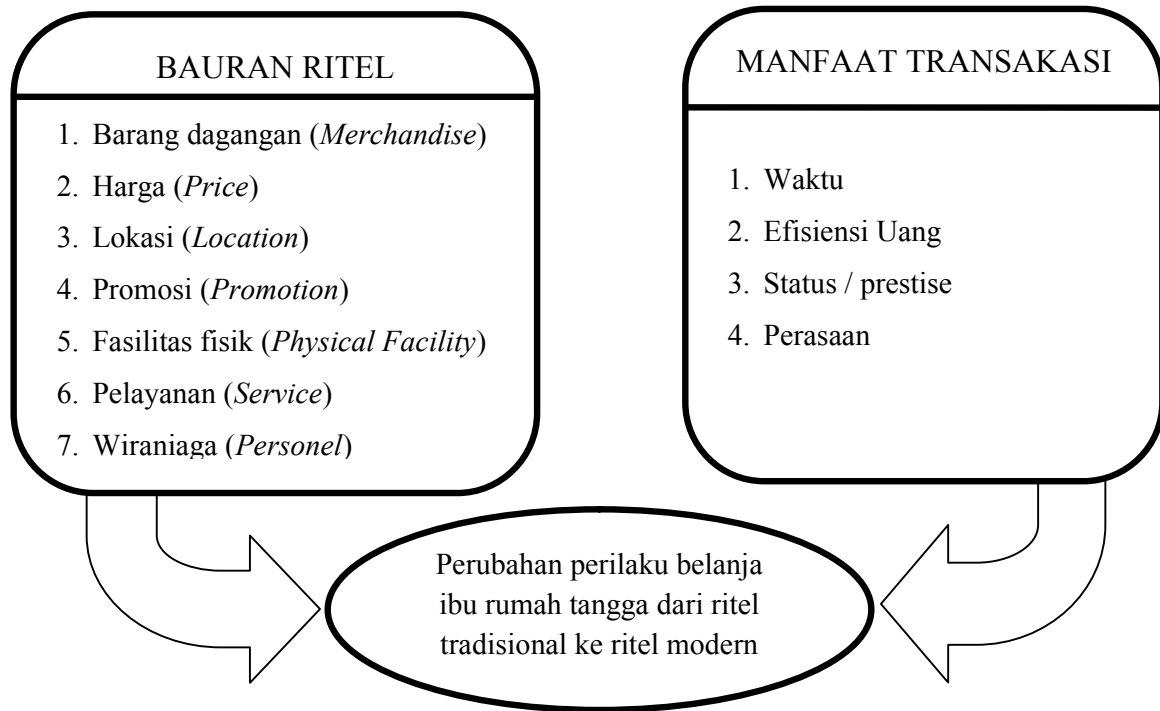 BAURAN RITEL
1. Barang dagangan (Merchandise)
2. Harga (Price)
3. Lokasi (Location)
4. Promosi (Promotion)
5. Fasilitas fisik (Physical Facility)
6. Pelayanan (Service)
7. Wiraniaga (Personel)
MANFAAT TRANSAKASI
1. Waktu
2. Efisiensi Uang
3. Status / prestise
4. Perasaan
Perubahan perilaku belanja
ibu rumah tangga dari ritel
tradisional ke ritel modern